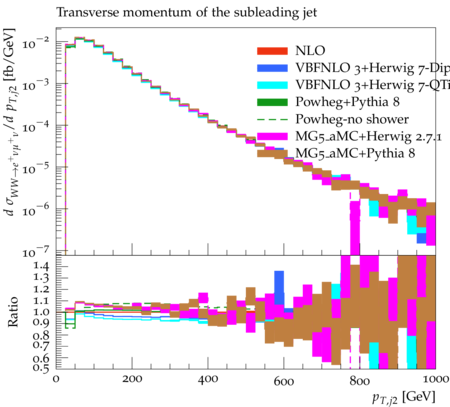 Transverse momentum of the subleading jet
d σWW→e+νμ+ν/d pT,j2 [fb/GeV]
10−2
10−3
10−4
10−5
10−6
10−7
NLO
VBFNLO 3+Herwig 7-Dip
VBFNLO 3+Herwig 7-QTi
Powheg+Pythia 8
Powheg-no shower
MG5_aMC+Herwig 2.7.1
MG5_aMC+Pythia 8
Ratio
1.4
1.3
1.2
1.1
1.0
0.9
0.8
0.7
0.6
0.5
0 200 400 600 800 1000
pT,j2 [GeV]